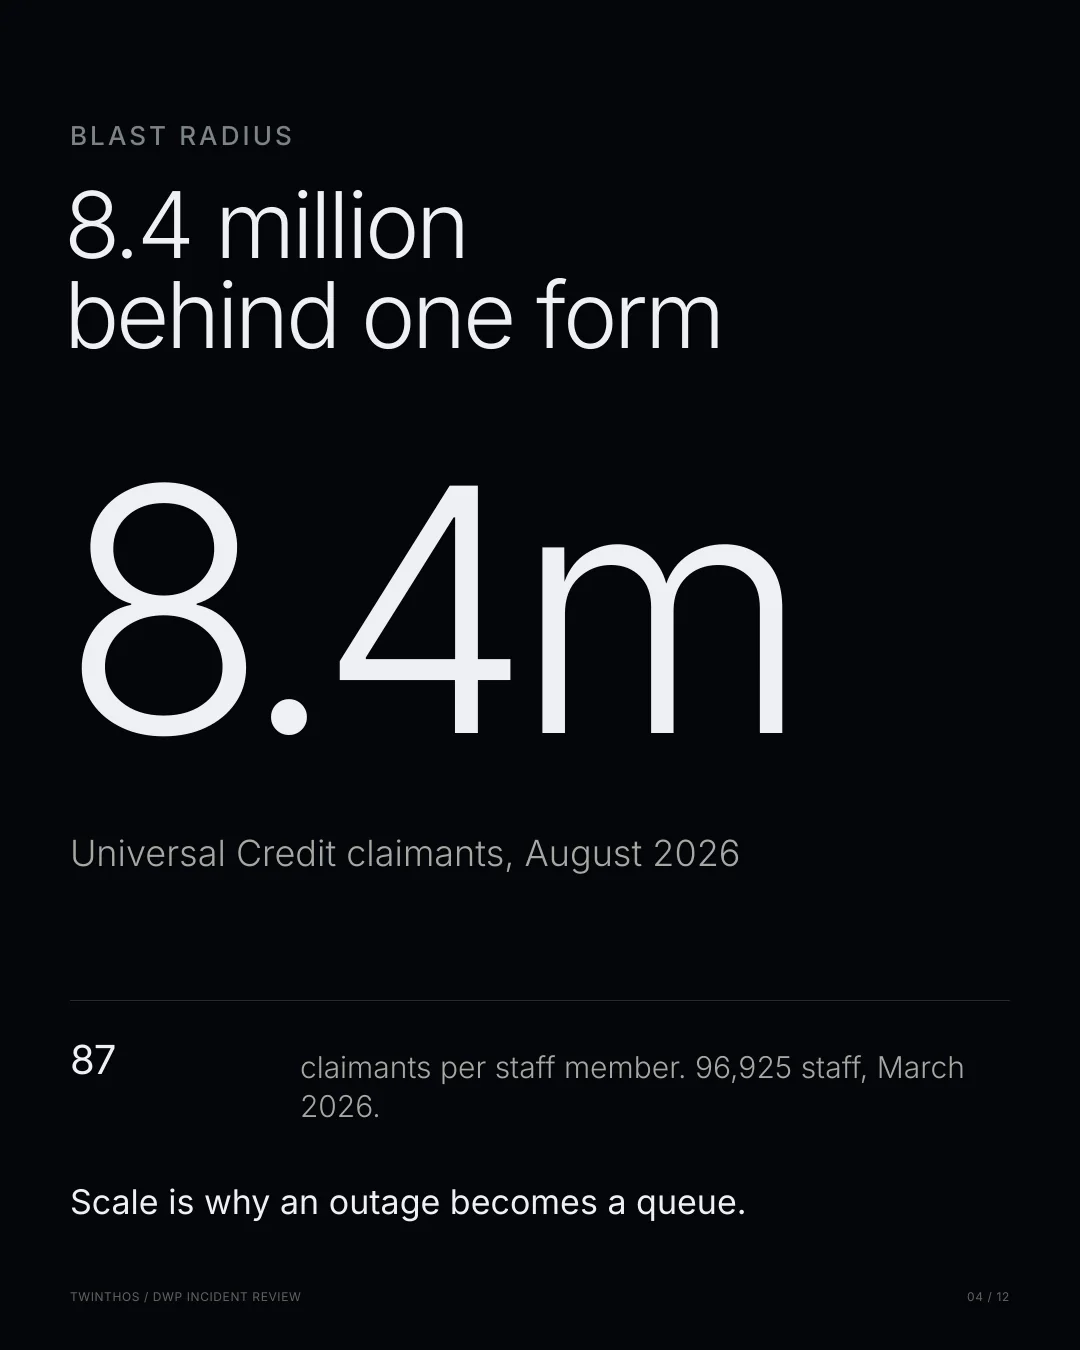 BLAST RADIUS
8.4 million
behind one form
8.4m
Universal Credit claimants, August 2026
87
claimants per staff member. 96,925 staff, March
2026.
Scale is why an outage becomes a queue.
TWINTHOS / DWP INCIDENT REVIEW
04 / 12